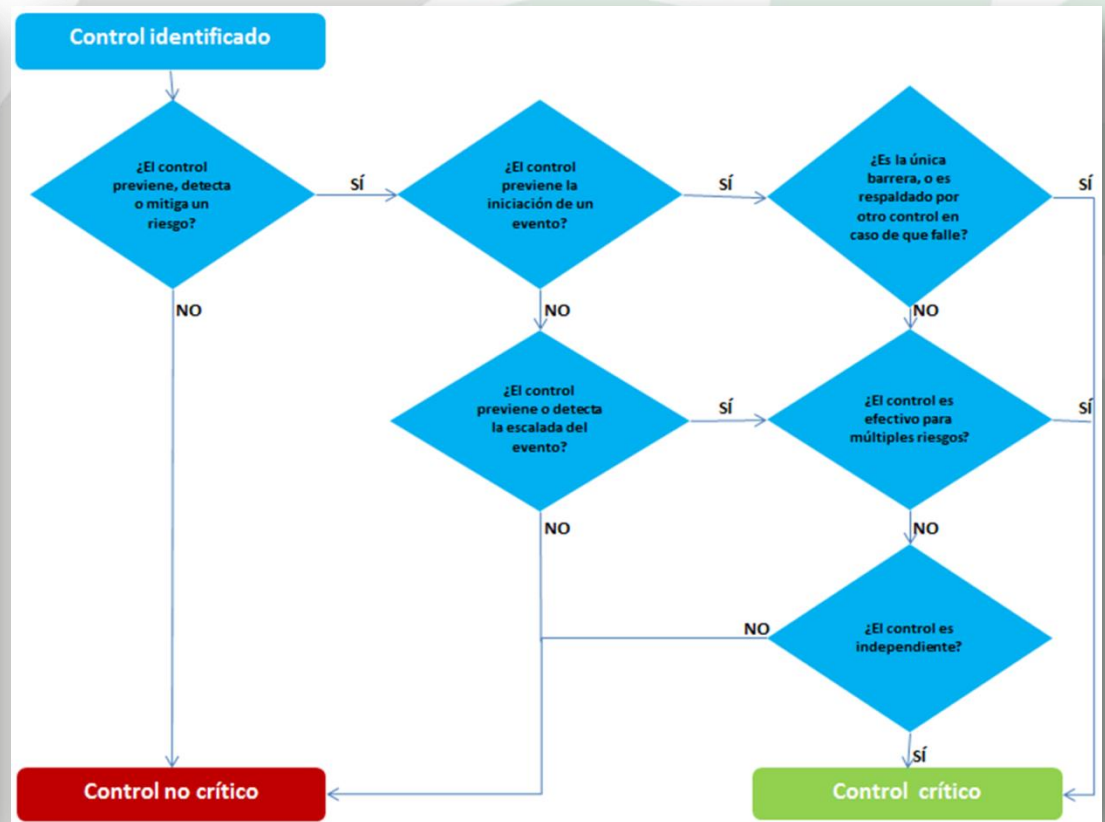 Control identificado
¿El control
previene, detecta
o mitiga un
riesgo?
SÍ
¿El control
previene la
iniciación de un
evento?
SÍ
¿Es la única
barrera, o es
respaldado por
otro control en
caso de que falle?
SÍ
NO
NO
NO
¿El control
previene o detecta
la escalada del
evento?
SÍ
¿El control es
efectivo para
múltiples riesgos?
SÍ
NO
NO
NO
¿El control es
independiente?
SÍ
Control no crítico
Control crítico